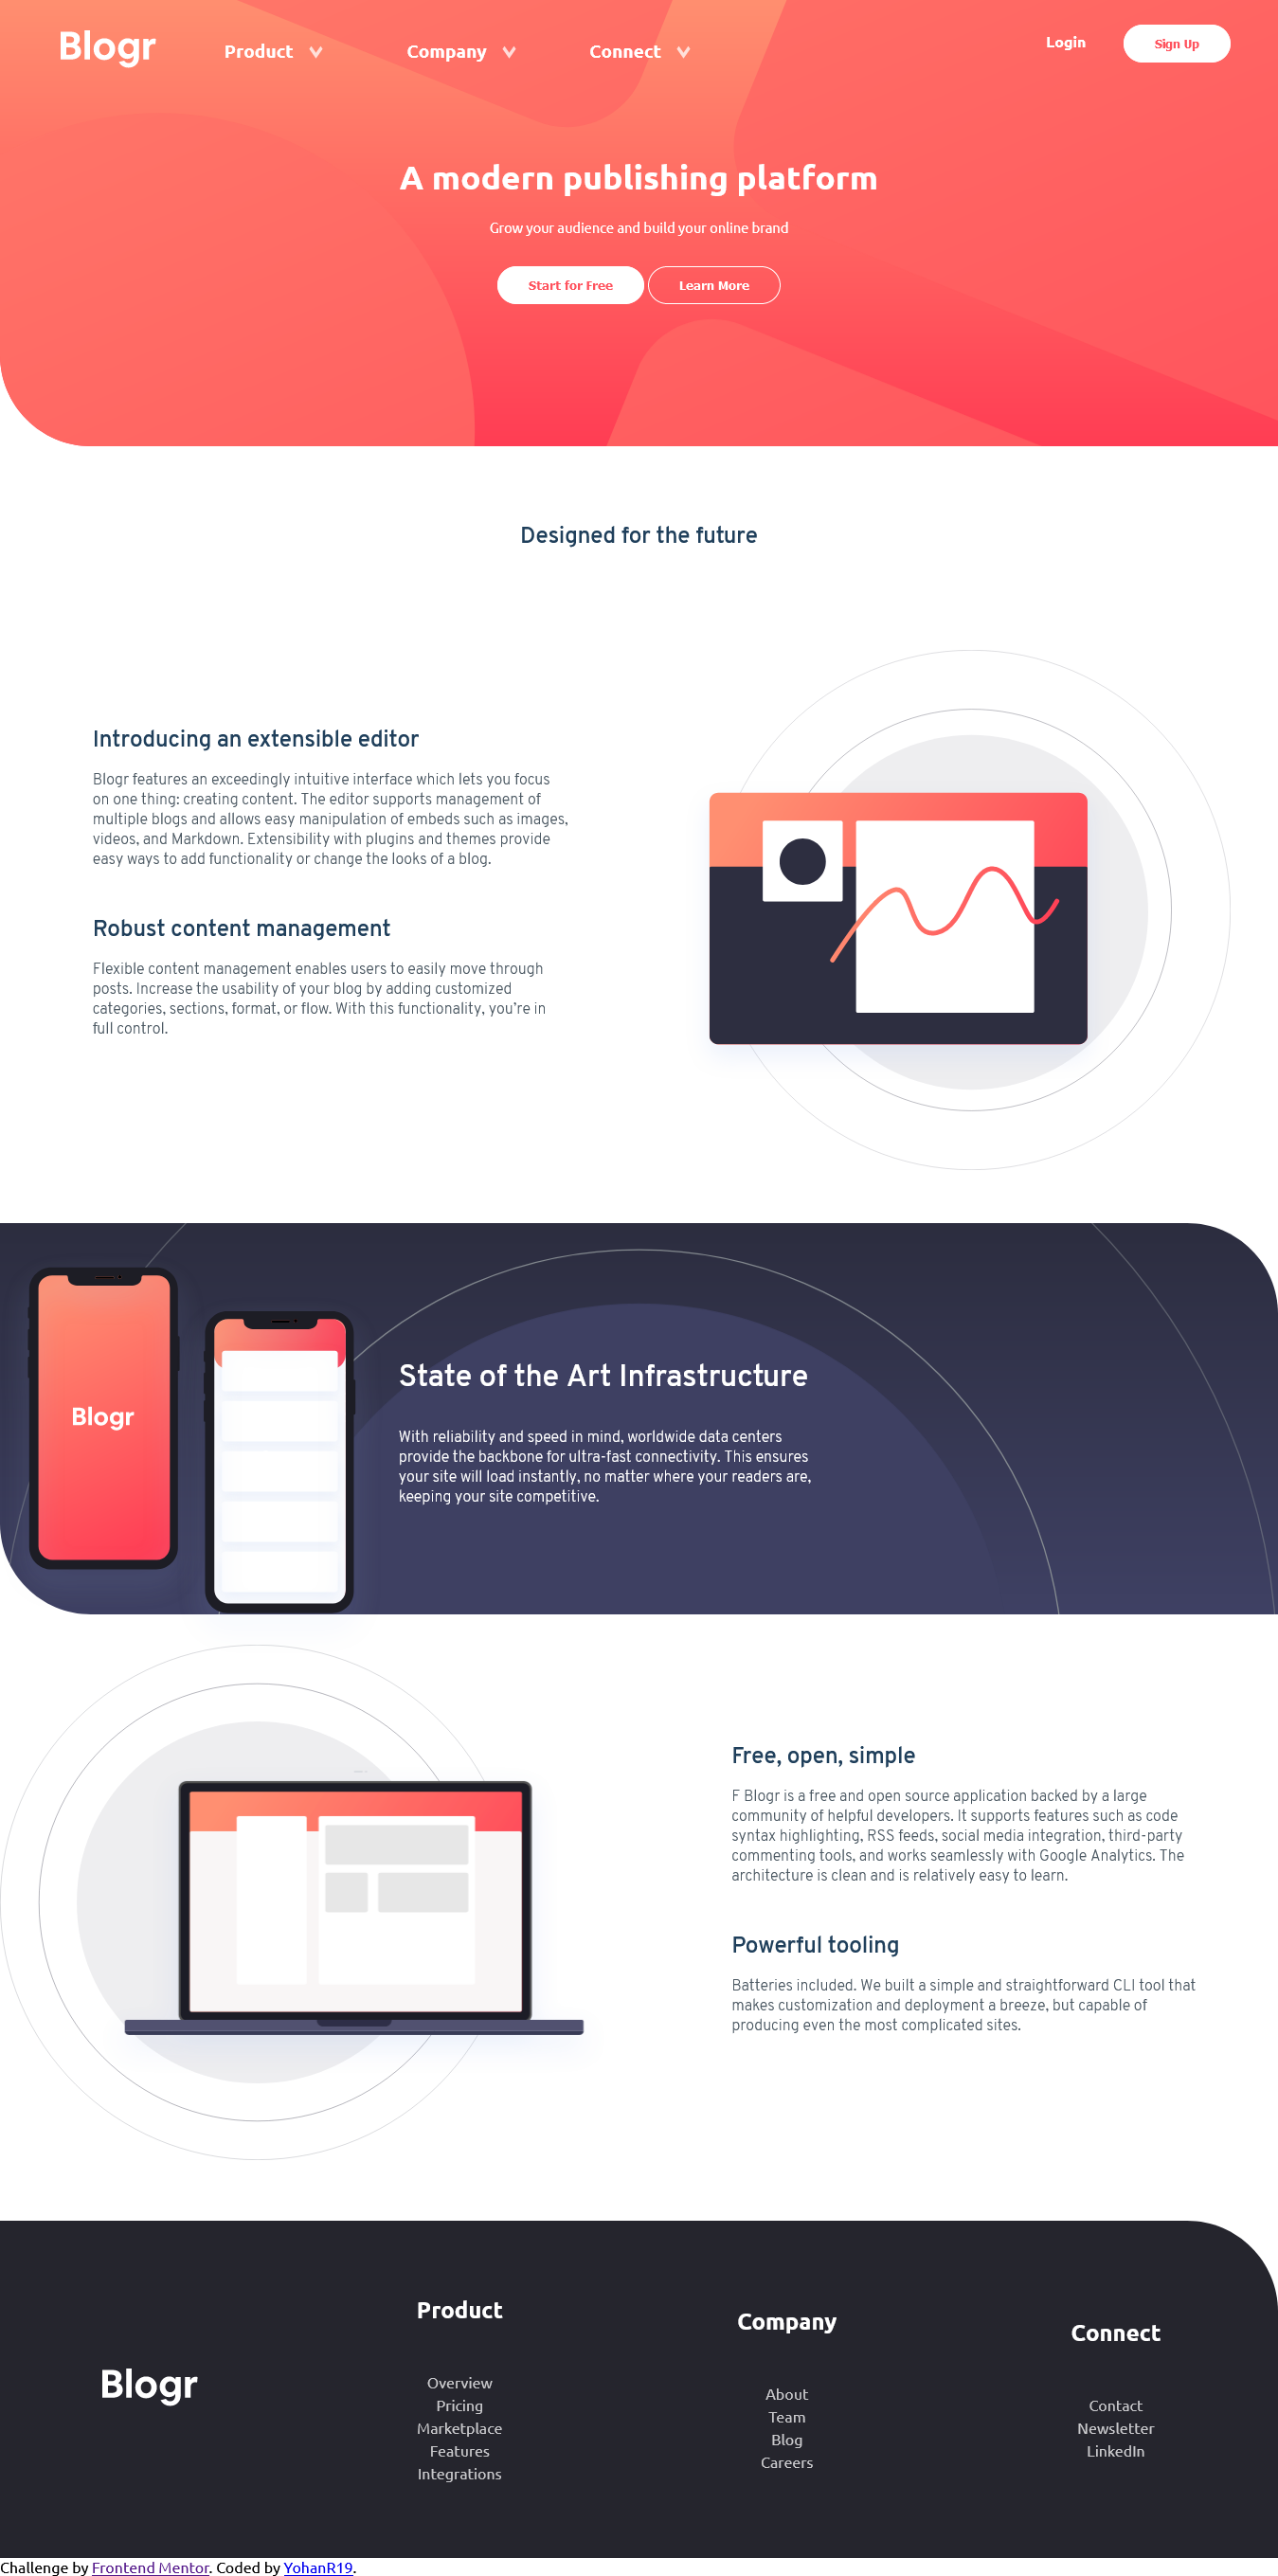 Blogr
Product
Company
Connect
Login
Sign Up
A modern publishing platform
Grow your audience and build your online brand
Start for Free
Learn More
Designed for the future
Introducing an extensible editor
Blogr features an exceedingly intuitive interface which lets you focus
on one thing: creating content. The editor supports management of
multiple blogs and allows easy manipulation of embeds such as images,
videos, and Markdown. Extensibility with plugins and themes provide
easy ways to add functionality or change the looks of a blog.
Robust content management
Flexible content management enables users to easily move through
posts. Increase the usability of your blog by adding customized
categories, sections, format, or flow. With this functionality, you’re in
full control.
Blogr
State of the Art Infrastructure
With reliability and speed in mind, worldwide data centers
provide the backbone for ultra-fast connectivity. This ensures
your site will load instantly, no matter where your readers are,
keeping your site competitive.
Free, open, simple
F Blogr is a free and open source application backed by a large
community of helpful developers. It supports features such as code
syntax highlighting, RSS feeds, social media integration, third-party
commenting tools, and works seamlessly with Google Analytics. The
architecture is clean and is relatively easy to learn.
Powerful tooling
Batteries included. We built a simple and straightforward CLI tool that
makes customization and deployment a breeze, but capable of
producing even the most complicated sites.
Blogr
Product
Overview
Pricing
Marketplace
Features
Integrations
Company
About
Team
Blog
Careers
Connect
Contact
Newsletter
LinkedIn
Challenge by Frontend Mentor. Coded by YohanR19.